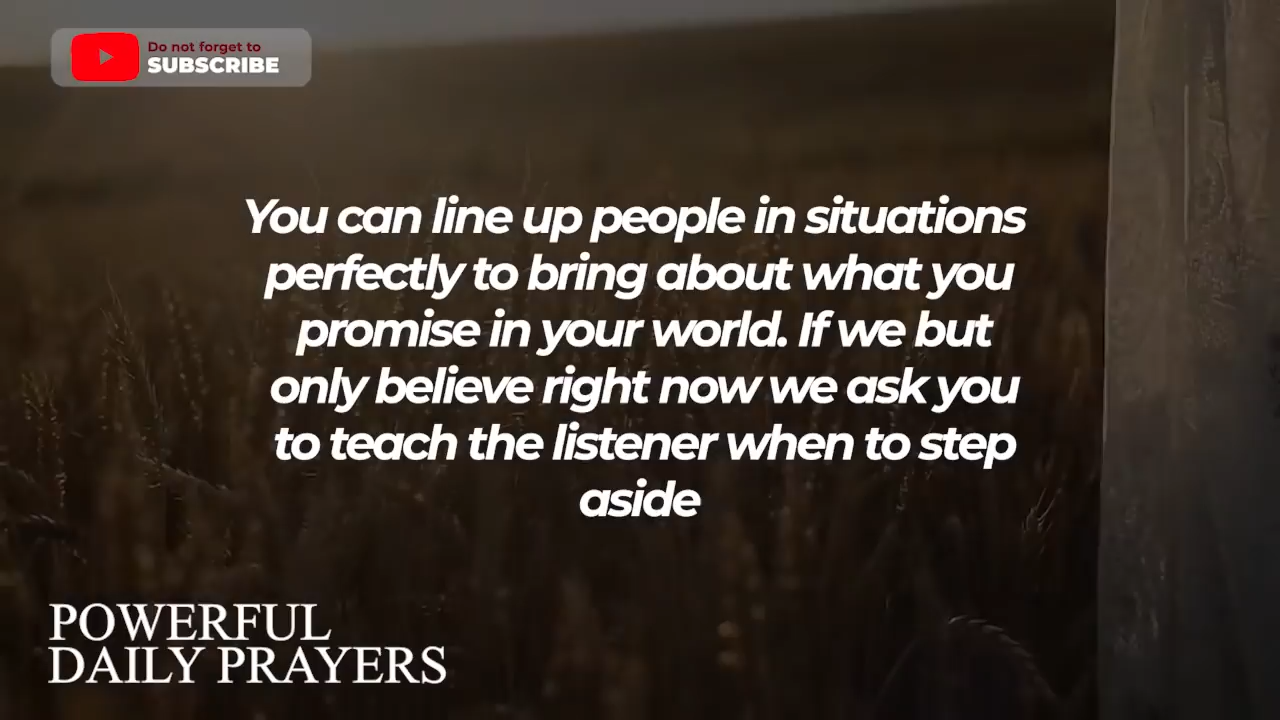 Do not forget to
SUBSCRIBE
You can line up people in situations
perfectly to bring about what you
promise in your world. If we but
only believe right now we ask you
to teach the listener when to step
aside
POWERFUL
DAILY PRAYERS